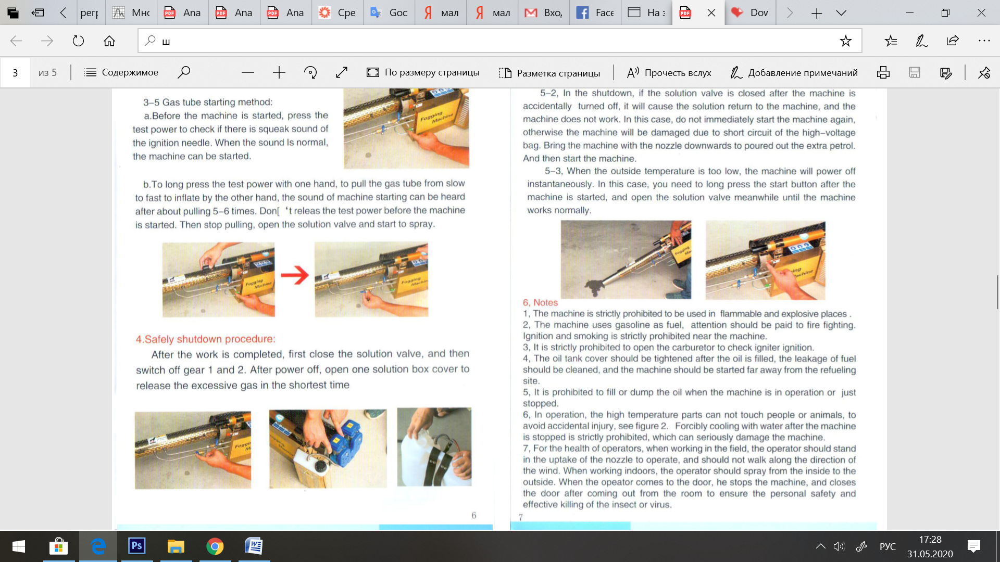 perp
Мно
Ana
Ana
Ana
Сре
Goo
мал
мал
Вхо
Face
На з
Dow
ш
3
из 5
Содержимое
По размеру страницы
Разметка страницы
Прочесть вслух
Добавление примечаний
3–5 Gas tube starting method:
a.Before the machine is started, press the
test power to check if there is squeak sound of
the ignition needle. When the sound Is normal,
the machine can be started.
Fogging
Machine
b.To long press the test power with one hand, to pull the gas tube from slow
to fast to inflate by the other hand, the sound of machine starting can be heard
after about pulling 5–6 times. Don[ ‘t releas the test power before the machine
is started. Then stop pulling, open the solution valve and start to spray.
Fogging
Machine
Fogging
Machine
4.Safely shutdown procedure:
After the work is completed, first close the solution valve, and then
switch off gear 1 and 2. After power off, open one solution box cover to
release the excessive gas in the shortest time
6
5–2, In the shutdown, if the solution valve is closed after the machine is
accidentally turned off, it will cause the solution return to the machine, and the
machine does not work. In this case, do not immediately start the machine again,
otherwise the machine will be damaged due to short circuit of the high–voltage
bag. Bring the machine with the nozzle downwards to poured out the extra petrol.
And then start the machine.
5–3, When the outside temperature is too low, the machine will power off
instantaneously. In this case, you need to long press the start button after the
machine is started, and open the solution valve meanwhile until the machine
works normally.
6, Notes
1, The machine is strictly prohibited to be used in flammable and explosive places .
2, The machine uses gasoline as fuel, attention should be paid to fire fighting.
Ignition and smoking is strictly prohibited near the machine.
3, It is strictly prohibited to open the carburetor to check igniter ignition.
4, The oil tank cover should be tightened after the oil is filled, the leakage of fuel
should be cleaned, and the machine should be started far away from the refueling
site.
5, It is prohibited to fill or dump the oil when the machine is in operation or just
stopped.
6, In operation, the high temperature parts can not touch people or animals, to
avoid accidental injury, see figure 2. Forcibly cooling with water after the machine
is stopped is strictly prohibited, which can seriously damage the machine.
7, For the health of operators, when working in the field, the operator should stand
in the uptake of the nozzle to operate, and should not walk along the direction of
the wind. When working indoors, the operator should spray from the inside to the
outside. When the opeator comes to the door, he stops the machine, and closes
the door after coming out from the room to ensure the personal safety and
effective killing of the insect or virus.
7
РУС
17:28
31.05.2020